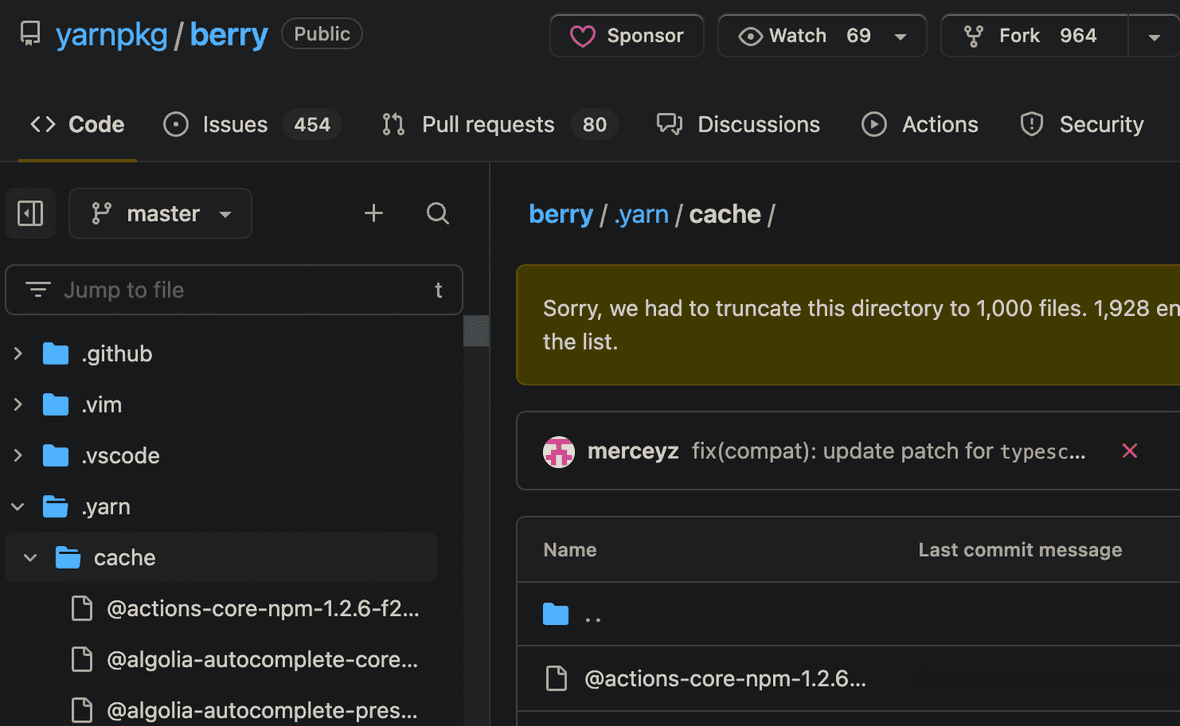 yarnpkg / berry Public Sponsor Watch 69 Fork 964
Code Issues 454 Pull requests 80 Discussions Actions Security
master berry / .yarn / cache /
Jump to file t
Sorry, we had to truncate this directory to 1,000 files. 1,928 en
the list.
.github
.vim
.vscode
merceyz fix(compat): update patch for typesc...
.yarn
cache
Name Last commit message
@actions-core-npm-1.2.6-f2...
..
@algolia-autocomplete-core...
@actions-core-npm-1.2.6...
@algolia-autocomplete-pres...